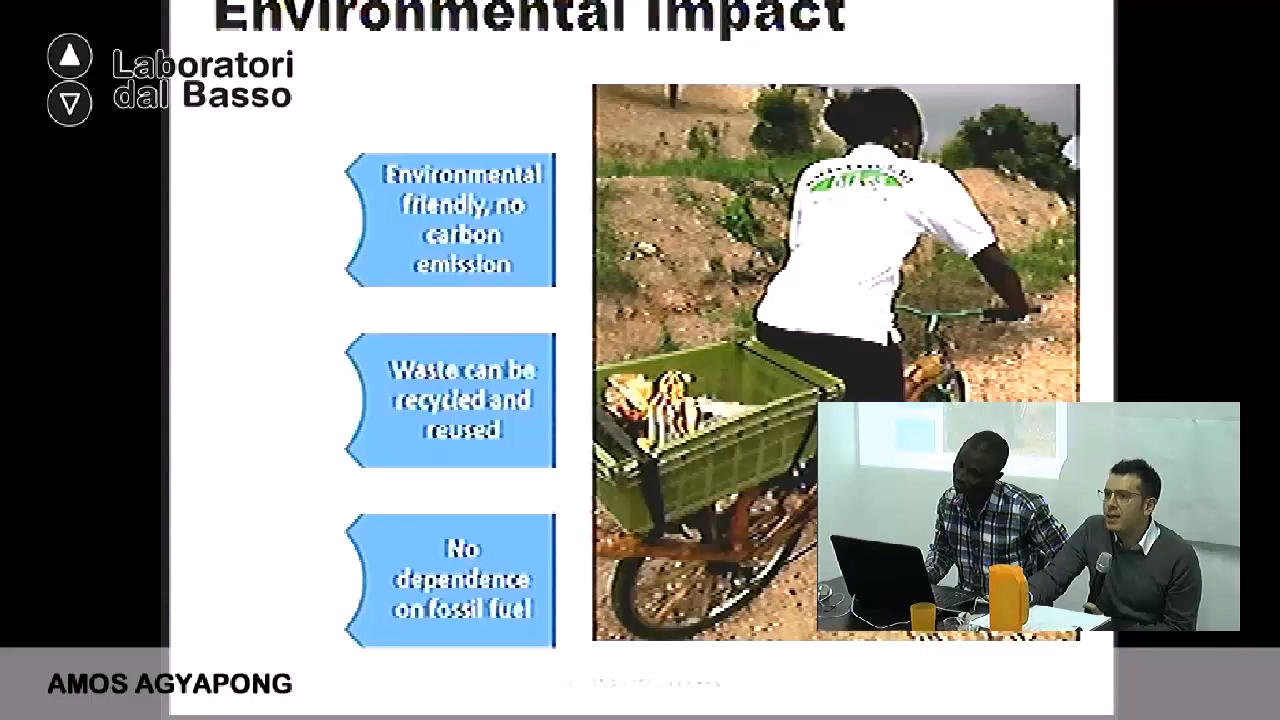 Environmental Impact
Laboratori
dal Basso
Environmental
friendly, no
carbon
emission
Waste can be
recycled and
reused
No
dependence
on fossil fuel
AMOS AGYAPONG